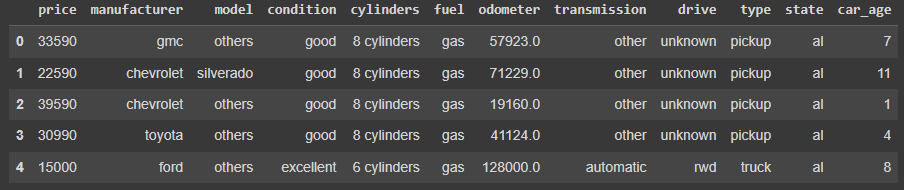 price manufacturer model condition cylinders fuel odometer transmission drive type state car_age
0 33590 gmc others good 8 cylinders gas 57923.0 other unknown pickup al 7
1 22590 chevrolet silverado good 8 cylinders gas 71229.0 other unknown pickup al 11
2 39590 chevrolet others good 8 cylinders gas 19160.0 other unknown pickup al 1
3 30990 toyota others good 8 cylinders gas 41124.0 other unknown pickup al 4
4 15000 ford others excellent 6 cylinders gas 128000.0 automatic rwd truck al 8